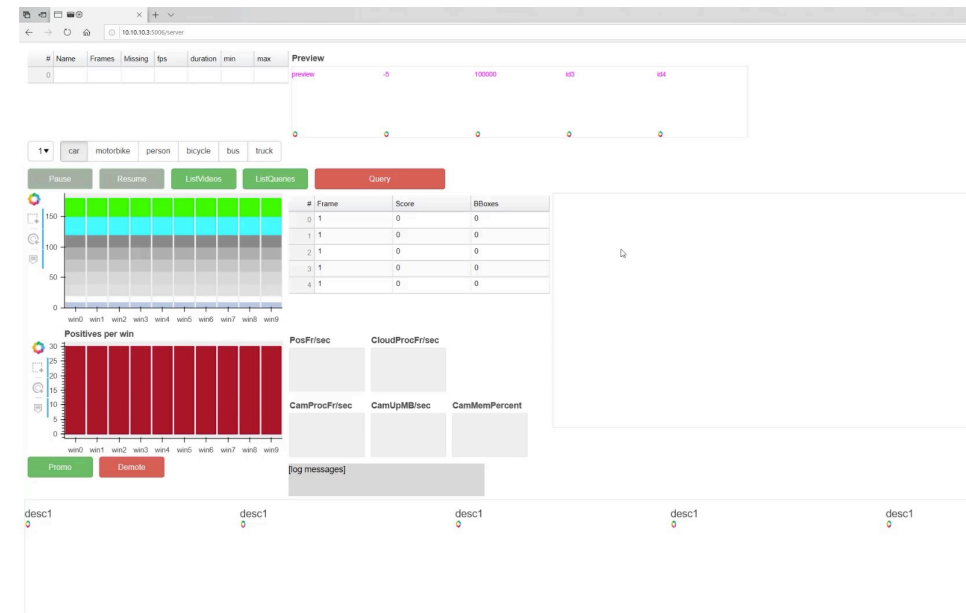 10.10.10.3:5006/server
# Name Frames Missing fps duration min max
0
Preview
preview -5 100000 id3 id4
1▾ car motorbike person bicycle bus truck
Pause Resume ListVideos ListQueries Query
150
100
50
0
win0 win1 win2 win3 win4 win5 win6 win7 win8 win9
# Frame Score BBoxes
0 1 0 0
1 1 0 0
2 1 0 0
3 1 0 0
4 1 0 0
Positives per win
30
25
20
15
10
5
0
win0 win1 win2 win3 win4 win5 win6 win7 win8 win9
PosFr/sec CloudProcFr/sec
CamProcFr/sec CamUpMB/sec CamMemPercent
Promo Demote
[log messages]
desc1 desc1 desc1 desc1 desc1